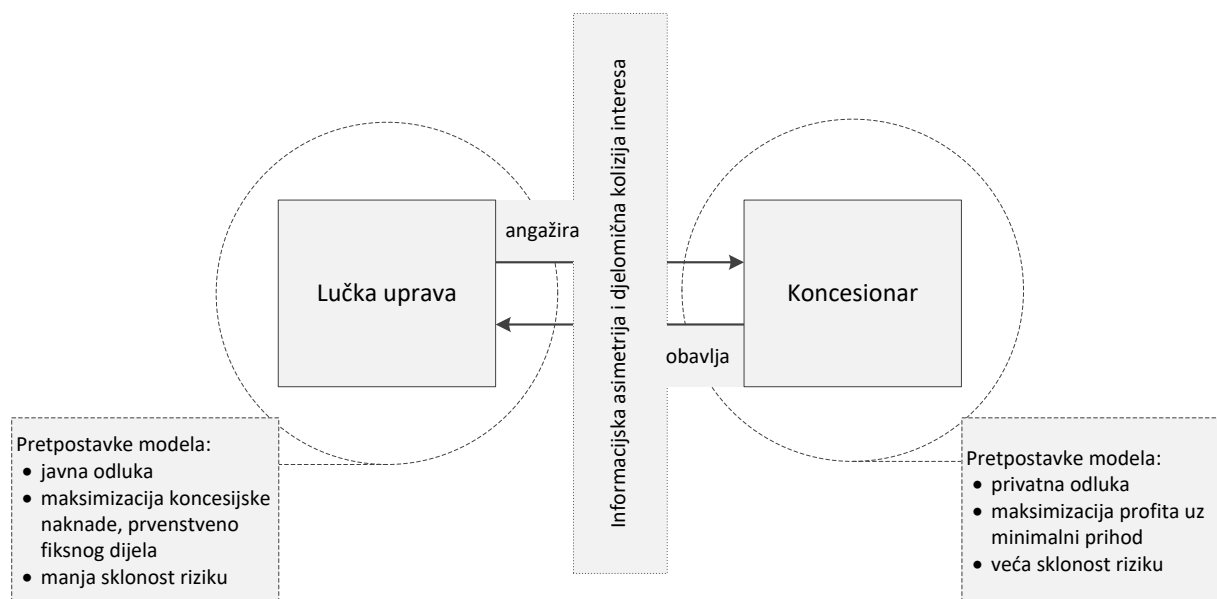 Informacijska asimetrija i djelomična kolizija interesa
angažira
Lučka uprava
Koncesionar
obavlja
Pretpostavke modela:
• javna odluka
• maksimizacija koncesijske
naknade, prvenstveno
fiksnog dijela
• manja sklonost riziku
Pretpostavke modela:
• privatna odluka
• maksimizacija profita uz
minimalni prihod
• veća sklonost riziku